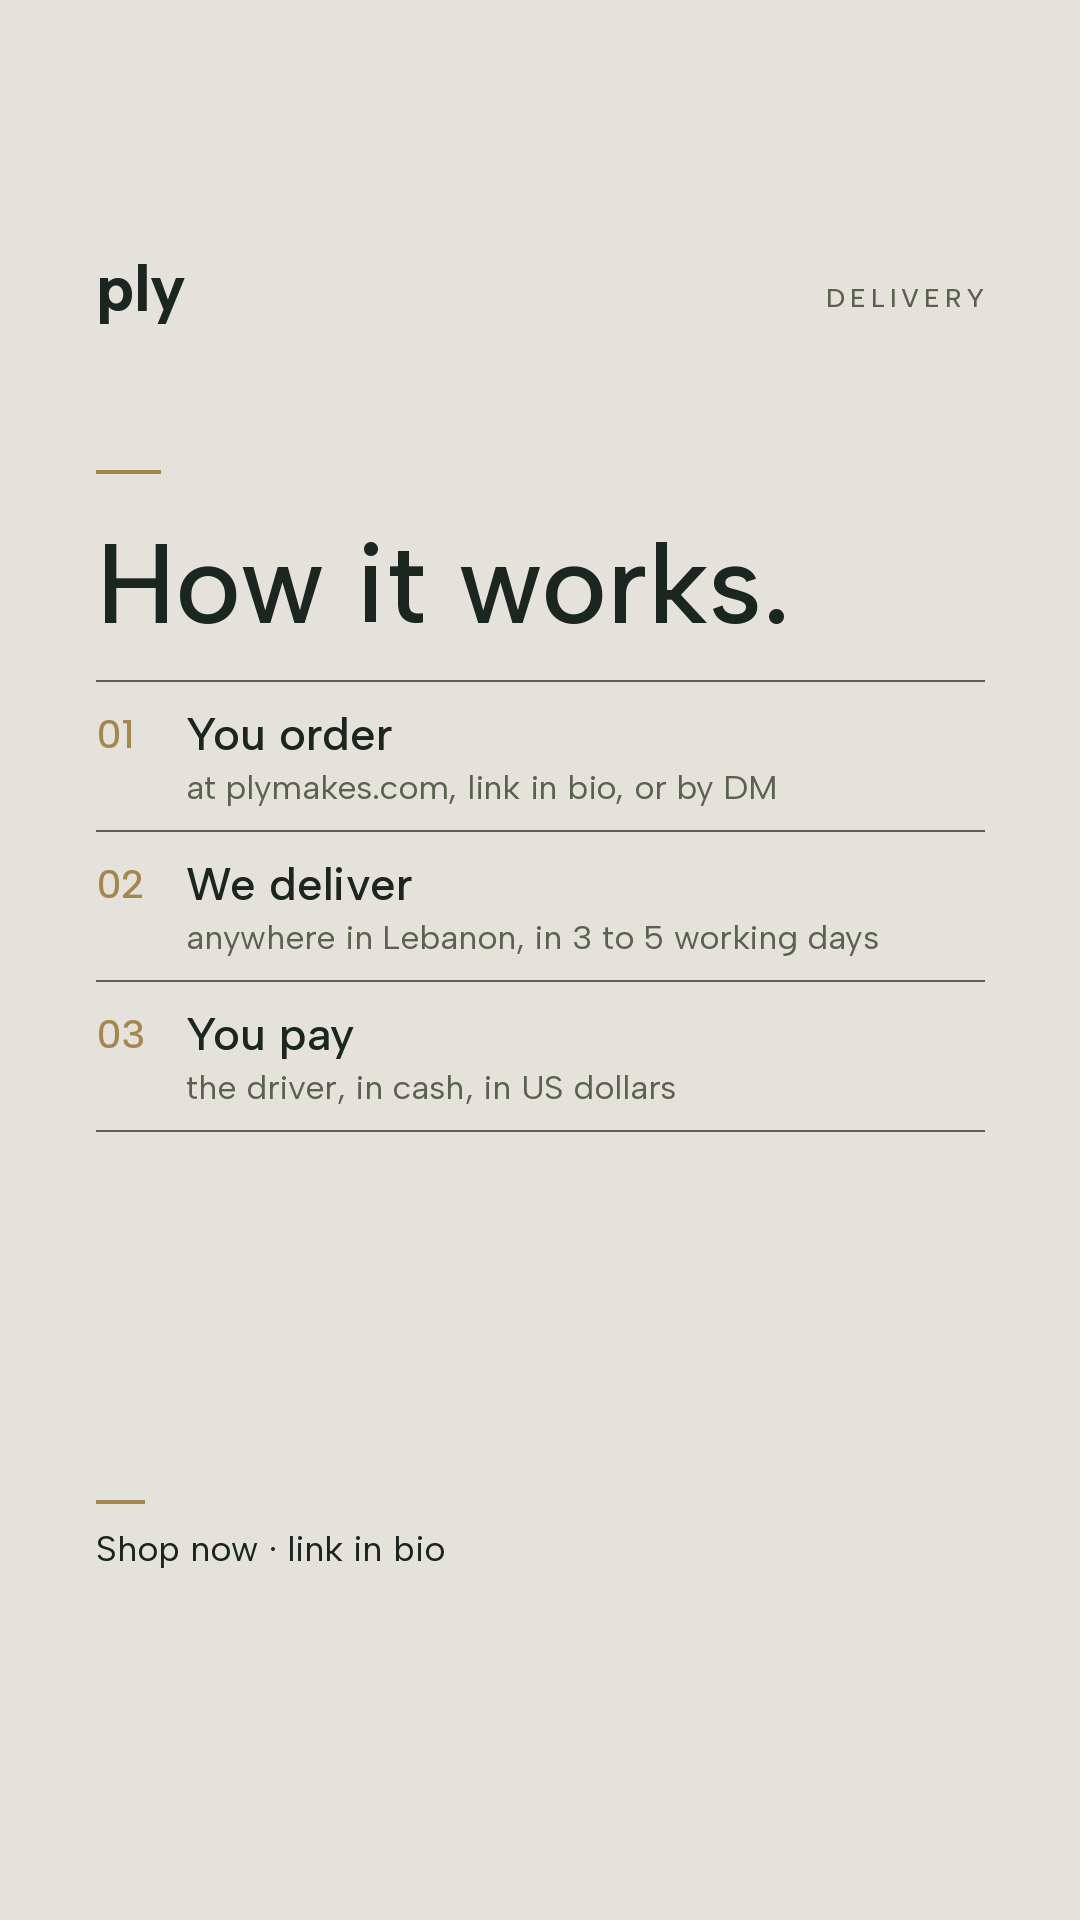 ply
DELIVERY
How it works.
01 You order
at plymakes.com, link in bio, or by DM
02 We deliver
anywhere in Lebanon, in 3 to 5 working days
03 You pay
the driver, in cash, in US dollars
Shop now · link in bio